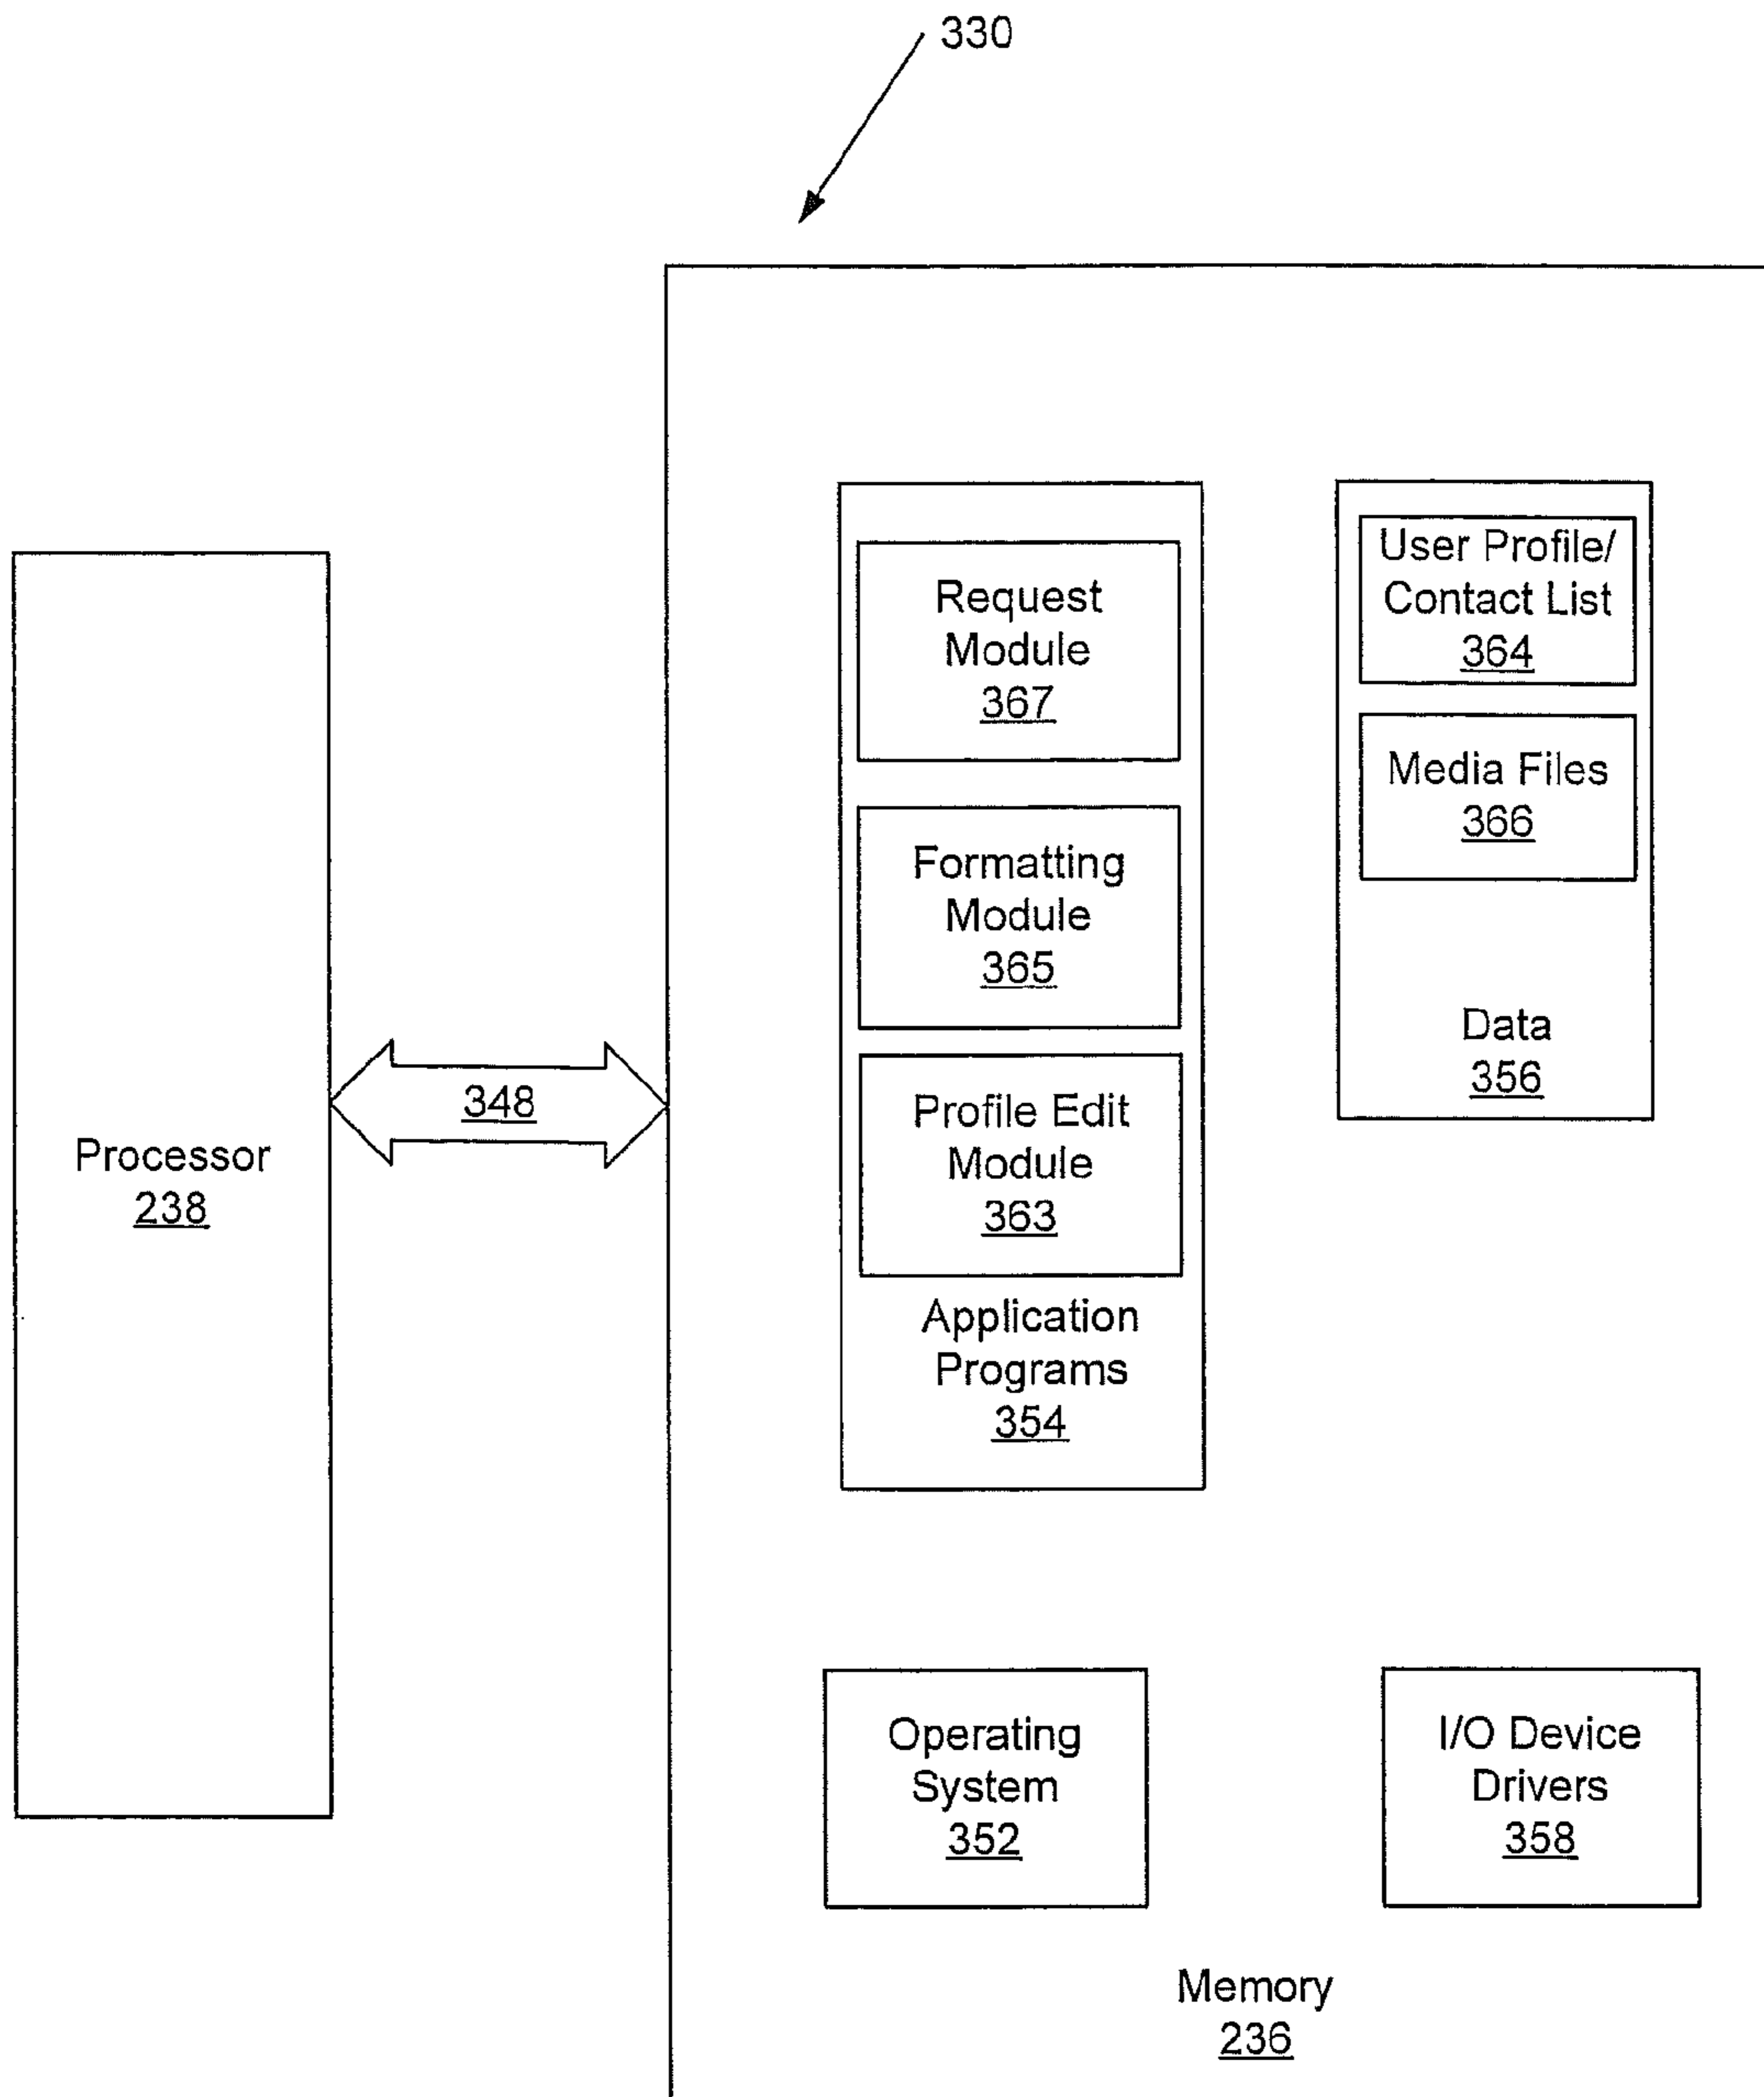 330
Request
Module
367
Formatting
Module
365
Profile Edit
Module
363
Application
Programs
354
User Profile/
Contact List
364
Media Files
366
Data
356
348
Processor
238
Operating
System
352
I/O Device
Drivers
358
Memory
236